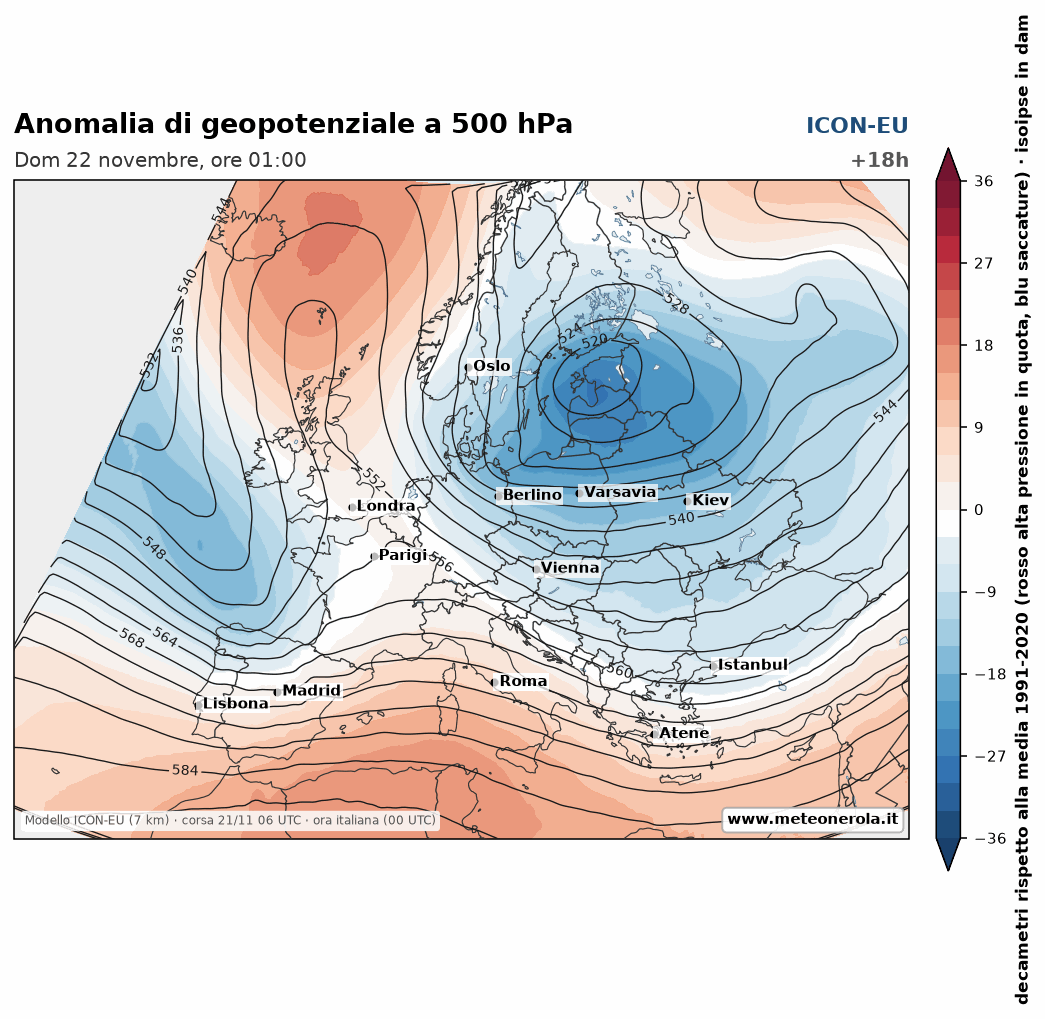 Anomalia di geopotenziale a 500 hPa
ICON-EU
Dom 22 novembre, ore 01:00
+18h
544
540
536
532
528
524
520
544
552
540
548
556
568
564
560
584
Oslo
Berlino
Varsavia
Kiev
Londra
Parigi
Vienna
Istanbul
Roma
Madrid
Lisbona
Atene
Modello ICON-EU (7 km) · corsa 21/11 06 UTC · ora italiana (00 UTC)
www.meteonerola.it
36
27
18
9
0
−9
−18
−27
−36
decametri rispetto alla media 1991-2020 (rosso alta pressione in quota, blu saccature) · isoipse in dam